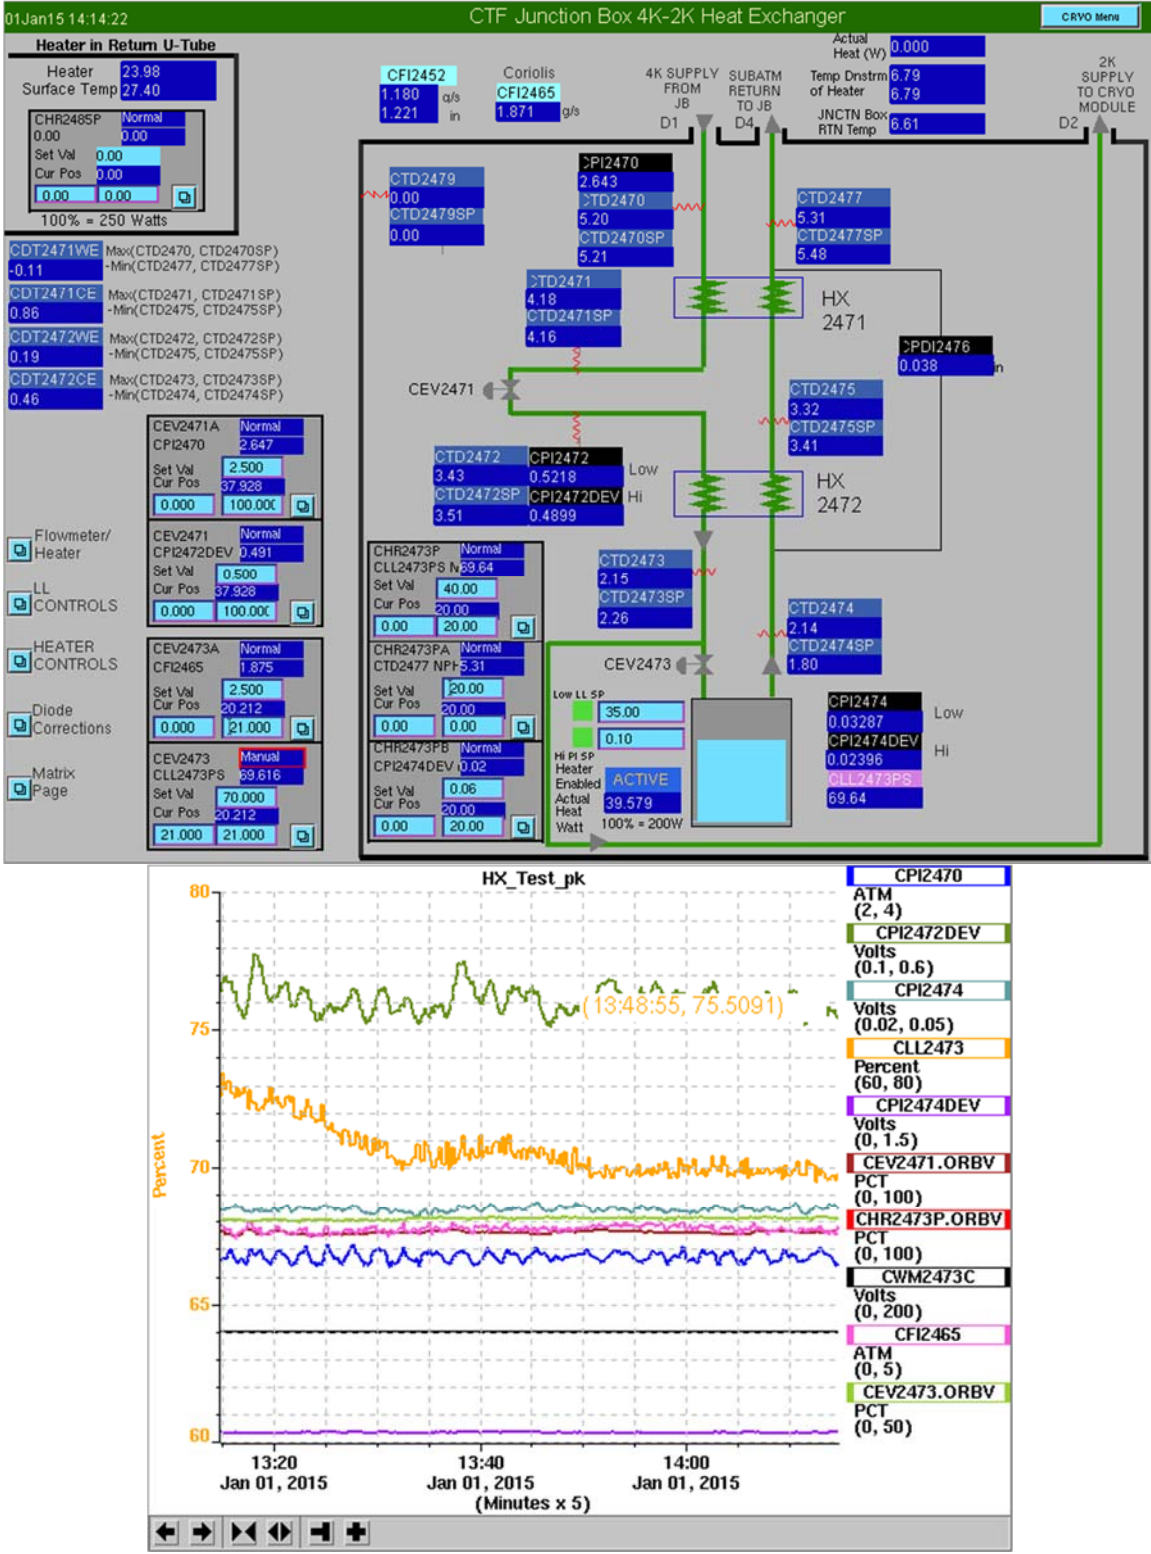 01Jan15 14:14:22
CTF Junction Box 4K-2K Heat Exchanger
CRYO Menu
Heater in Return U-Tube
Heater 23.98
Surface Temp 27.40
CHR2485P Normal
0.00 0.00
Set Val 0.00
Cur Pos 0.00
0.00 0.00
100% = 250 Watts
CFI2452
1.180 g/s
1.221 in
Coriolis
CFI2465
1.871 g/s
4K SUPPLY
FROM
JB
D1
SUBATM
RETURN
TO JB
D4
Actual
Heat (W) 0.000
Temp Dnstrm 6.79
of Heater 6.79
JNCTN Box
RTN Temp 6.61
2K
SUPPLY
TO CRYO
MODULE
D2
CDT2471WE Max(CTD2470, CTD2470SP)
-0.11 -Min(CTD2477, CTD2477SP)
CDT2471CE Max(CTD2471, CTD2471SP)
0.86 -Min(CTD2475, CTD2475SP)
CDT2472WE Max(CTD2472, CTD2472SP)
0.19 -Min(CTD2475, CTD2475SP)
CDT2472CE Max(CTD2473, CTD2473SP)
0.46 -Min(CTD2474, CTD2474SP)
CTD2479
0.00
CTD2479SP
0.00
CPI2470
2.643
CTD2470
5.20
CTD2470SP
5.21
CTD2477
5.31
CTD2477SP
5.48
CTD2471
4.18
CTD2471SP
4.16
HX
2471
CPDI2476
0.038 in
CEV2471
CTD2475
3.32
CTD2475SP
3.41
CTD2472 CPI2472
3.43 0.5218 Low
CTD2472SP CPI2472DEV Hi
3.51 0.4899
HX
2472
CEV2471A Normal
CPI2470 2.647
Set Val 2.500
Cur Pos 37.928
0.000 100.00(
CEV2471 Normal
CPI2472DEV 0.491
Set Val 0.500
Cur Pos 37.928
0.000 100.00(
CEV2473A Normal
CFI2465 1.875
Set Val 2.500
Cur Pos 20.212
0.000 21.000
CEV2473 Manual
CLL2473PS 69.616
Set Val 70.000
Cur Pos 20.212
21.000 21.000
Flowmeter/
Heater
LL
CONTROLS
HEATER
CONTROLS
Diode
Corrections
Matrix
Page
CHR2473P Normal
CLL2473PS N 69.64
Set Val 40.00
Cur Pos 20.00
0.00 20.00
CHR2473PA Normal
CTD2477 NPH 5.31
Set Val 20.00
Cur Pos 20.00
0.00 0.00
CHR2473PB Normal
CPI2474DEV 0.02
Set Val 0.06
Cur Pos 20.00
0.00 20.00
CTD2473
2.15
CTD2473SP
2.26
CEV2473
CTD2474
2.14
CTD2474SP
1.80
Low LL SP
35.00
0.10
Hi PI SP
Heater
Enabled ACTIVE
Actual
Heat 39.579
Watt 100% = 200W
CPI2474
0.03287 Low
CPI2474DEV
0.02396 Hi
CLL2473PS
69.64
HX_Test_pk
80
75
70
65
60
Percent
(13:48:55, 75.5091)
13:20 13:40 14:00
Jan 01, 2015 Jan 01, 2015 Jan 01, 2015
(Minutes x 5)
CPI2470
ATM
(2, 4)
CPI2472DEV
Volts
(0.1, 0.6)
CPI2474
Volts
(0.02, 0.05)
CLL2473
Percent
(60, 80)
CPI2474DEV
Volts
(0, 1.5)
CEV2471.ORBV
PCT
(0, 100)
CHR2473P.ORBV
PCT
(0, 100)
CWM2473C
Volts
(0, 200)
CFI2465
ATM
(0, 5)
CEV2473.ORBV
PCT
(0, 50)